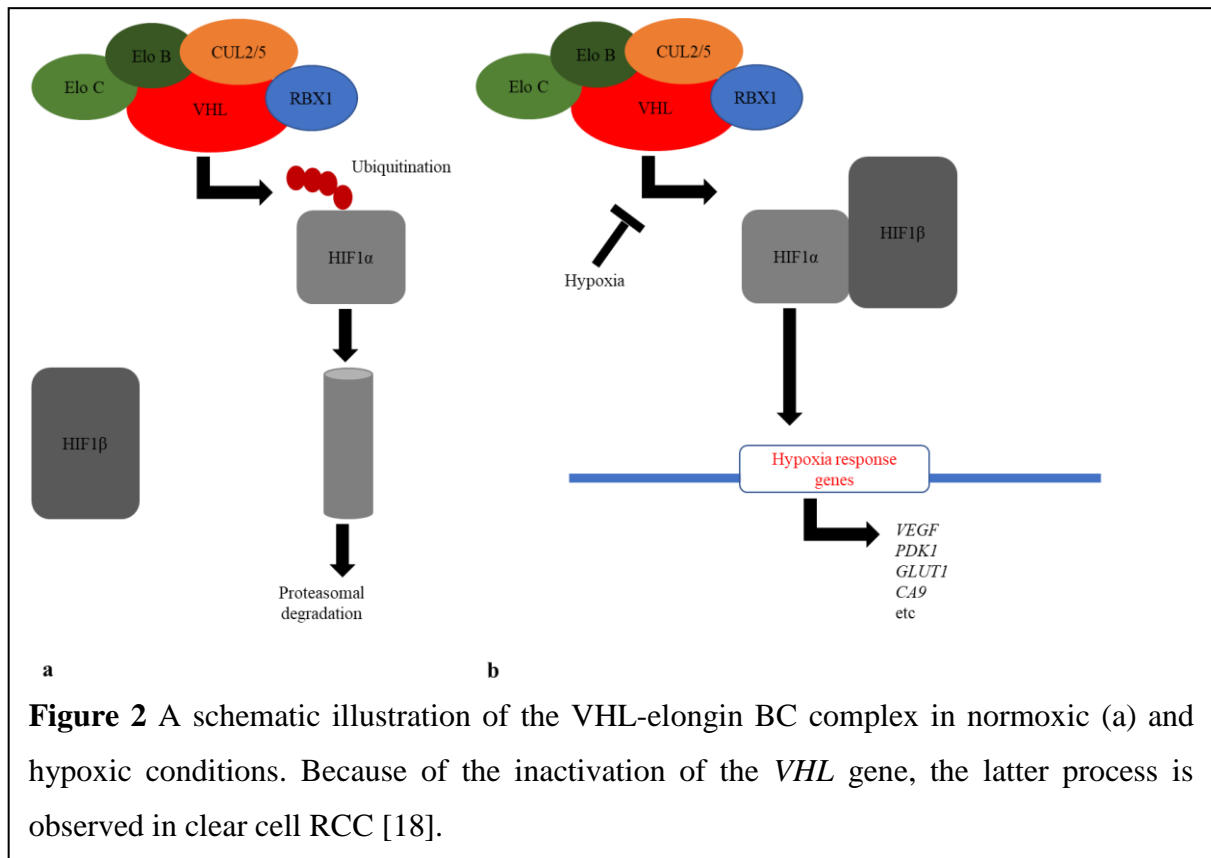 Elo C
Elo B
CUL2/5
VHL
RBX1
Ubiquitination
HIF1α
HIF1β
Proteasomal
degradation
a
Elo C
Elo B
CUL2/5
VHL
RBX1
Hypoxia
HIF1α
HIF1β
Hypoxia response
genes
VEGF
PDK1
GLUT1
CA9
etc
b
Figure 2 A schematic illustration of the VHL-elongin BC complex in normoxic (a) and
hypoxic conditions. Because of the inactivation of the VHL gene, the latter process is
observed in clear cell RCC [18].